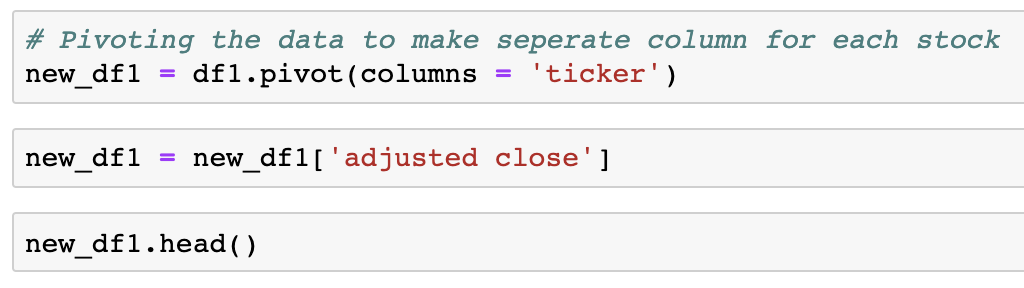 # Pivoting the data to make seperate column for each stock
new_df1 = df1.pivot(columns = 'ticker')
new_df1 = new_df1['adjusted close']
new_df1.head()